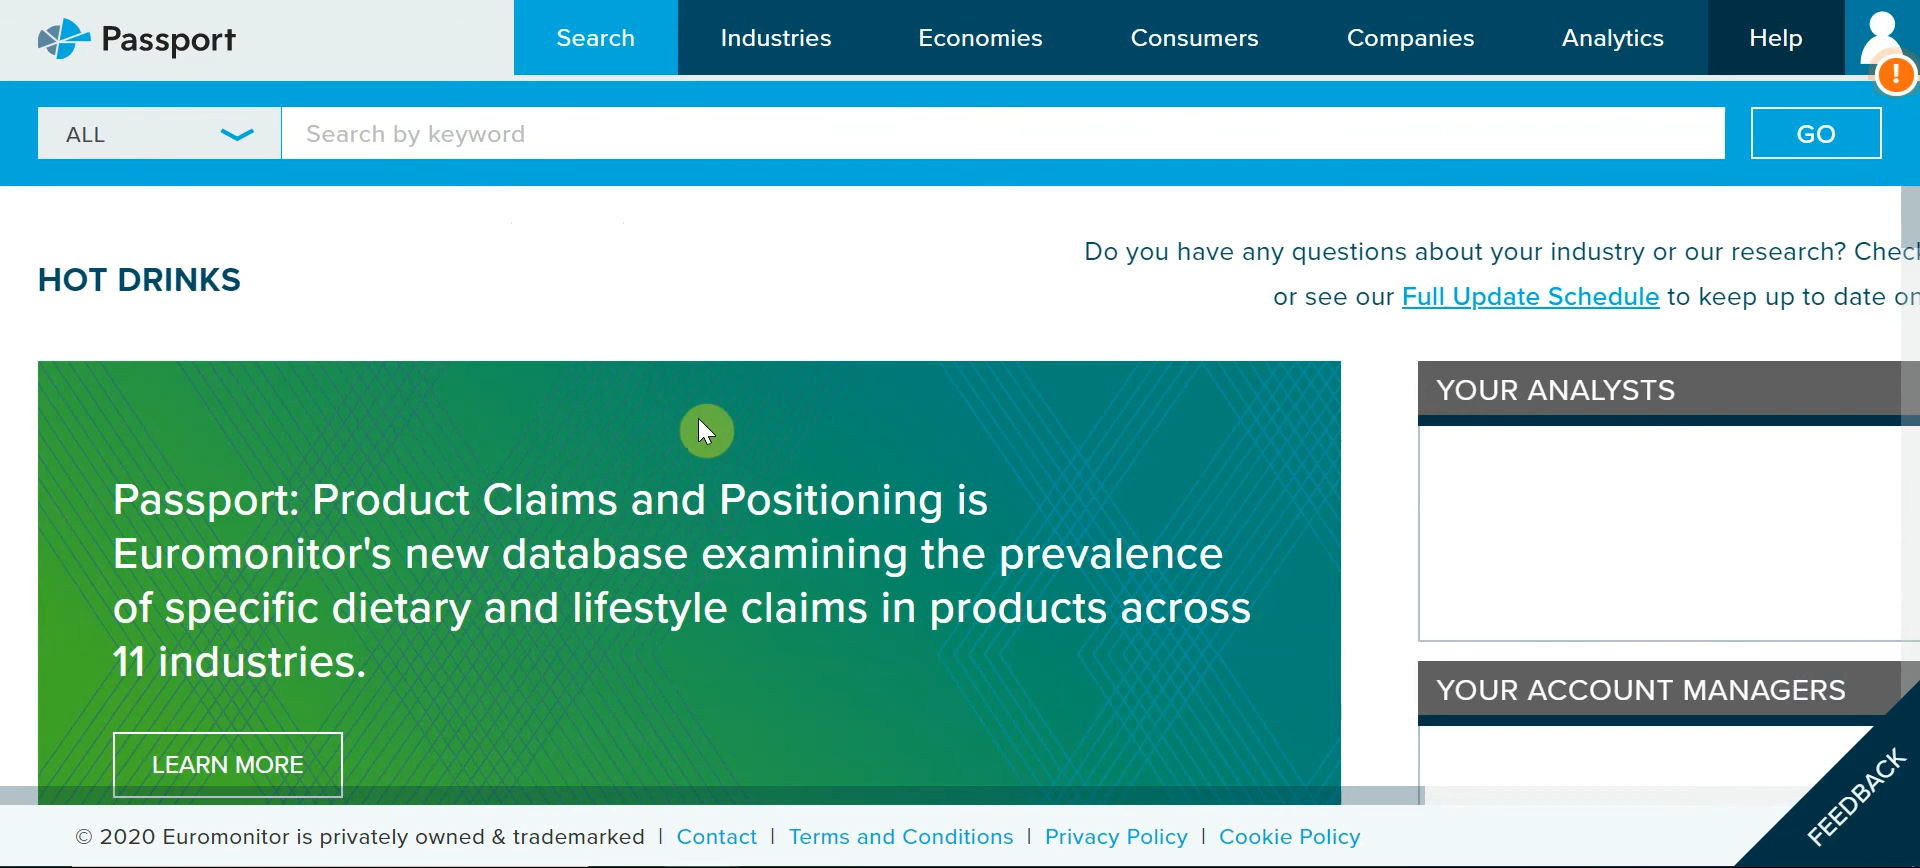 Passport
Search
Industries
Economies
Consumers
Companies
Analytics
Help
!
ALL
Search by keyword
GO
HOT DRINKS
Do you have any questions about your industry or our research?
or see our Full Update Schedule to keep up to date
Passport: Product Claims and Positioning is
Euromonitor's new database examining the prevalence
of specific dietary and lifestyle claims in products across
11 industries.
LEARN MORE
YOUR ANALYSTS
YOUR ACCOUNT MANAGERS
FEEDBACK
© 2020 Euromonitor is privately owned & trademarked | Contact | Terms and Conditions | Privacy Policy | Cookie Policy